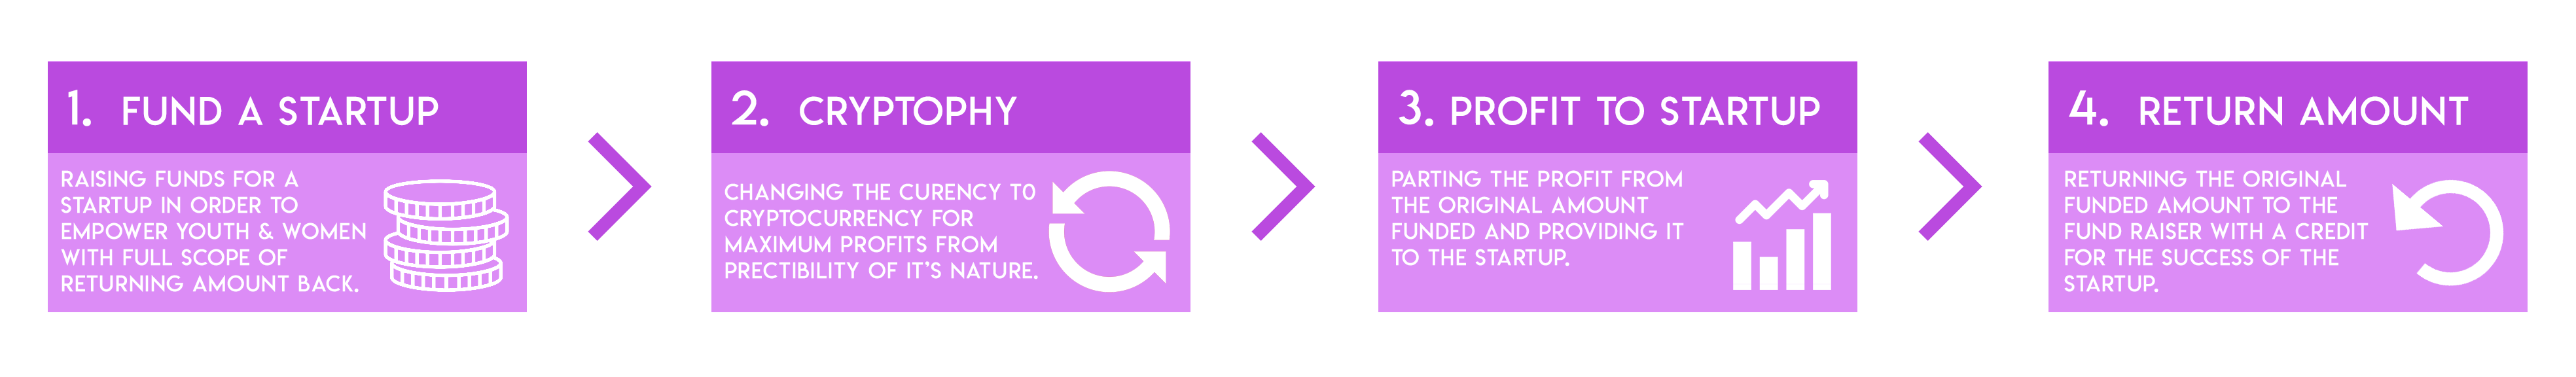 1. FUND A STARTUP
RAISING FUNDS FOR A
STARTUP IN ORDER TO
EMPOWER YOUTH & WOMEN
WITH FULL SCOPE OF
RETURNING AMOUNT BACK.
2. CRYPTOPHY
CHANGING THE CURENCY T0
CRYPTOCURRENCY FOR
MAXIMUM PROFITS FROM
PRECTIBILITY OF IT'S NATURE.
3. PROFIT TO STARTUP
PARTING THE PROFIT FROM
THE ORIGINAL AMOUNT
FUNDED AND PROVIDING IT
TO THE STARTUP.
4. RETURN AMOUNT
RETURNING THE ORIGINAL
FUNDED AMOUNT TO THE
FUND RAISER WITH A CREDIT
FOR THE SUCCESS OF THE
STARTUP.